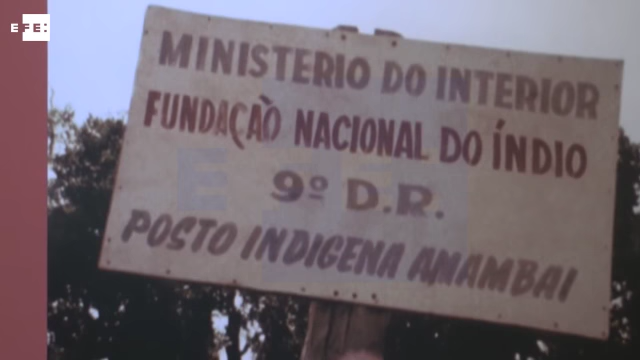 EFE:
MINISTERIO DO INTERIOR
FUNDAÇÃO NACIONAL DO ÍNDIO
9º D.R.
POSTO INDIGENA AMAMBAI